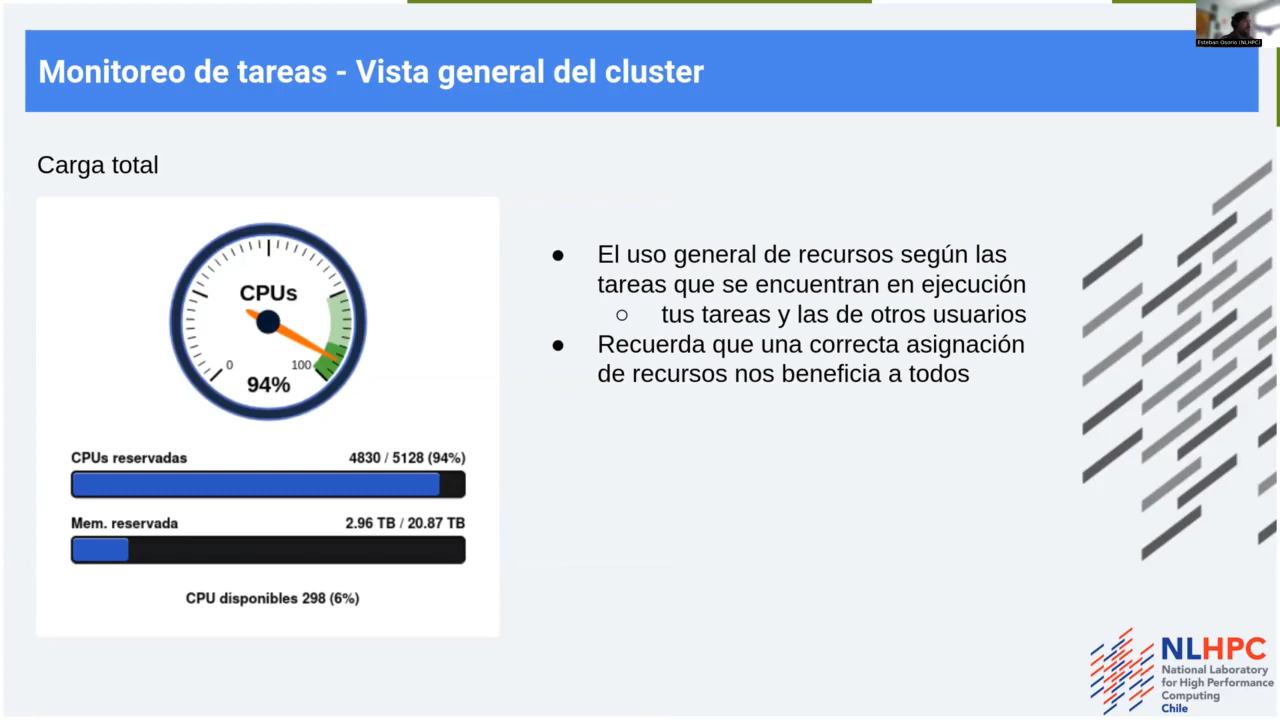 Esteban Osorio (NLHPC)
Monitoreo de tareas - Vista general del cluster
Carga total
CPUs
0
100
94%
CPUs reservadas 4830 / 5128 (94%)
Mem. reservada 2.96 TB / 20.87 TB
CPU disponibles 298 (6%)
● El uso general de recursos según las
tareas que se encuentran en ejecución
○ tus tareas y las de otros usuarios
● Recuerda que una correcta asignación
de recursos nos beneficia a todos
NLHPC
National Laboratory
for High Performance
Computing
Chile